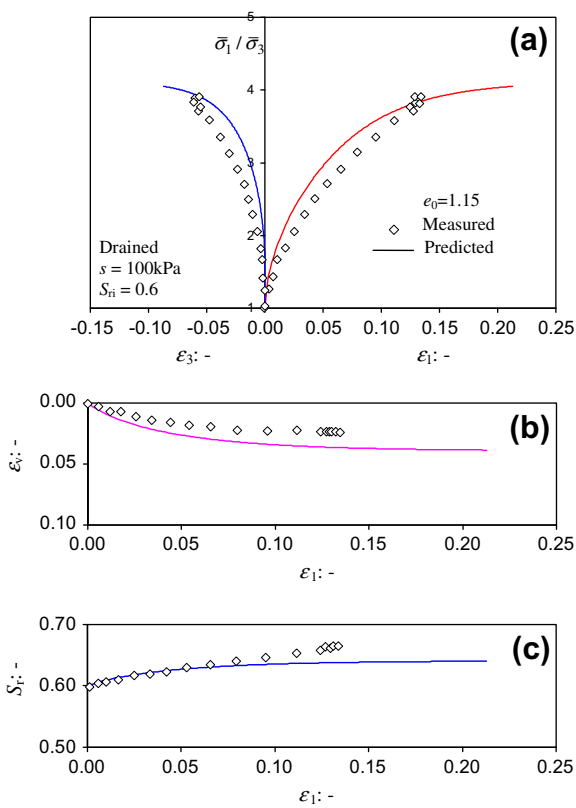 σ̄1 / σ̄3
(a)
5
4
3
2
1
e0=1.15
Measured
Predicted
Drained
s = 100kPa
Sri = 0.6
-0.15 -0.10 -0.05 0.00 0.05 0.10 0.15 0.20 0.25
ε3: -
ε1: -
0.00
0.05
0.10
εv: -
(b)
0.00 0.05 0.10 0.15 0.20 0.25
ε1: -
0.70
0.60
0.50
Sr: -
(c)
0.00 0.05 0.10 0.15 0.20 0.25
ε1: -